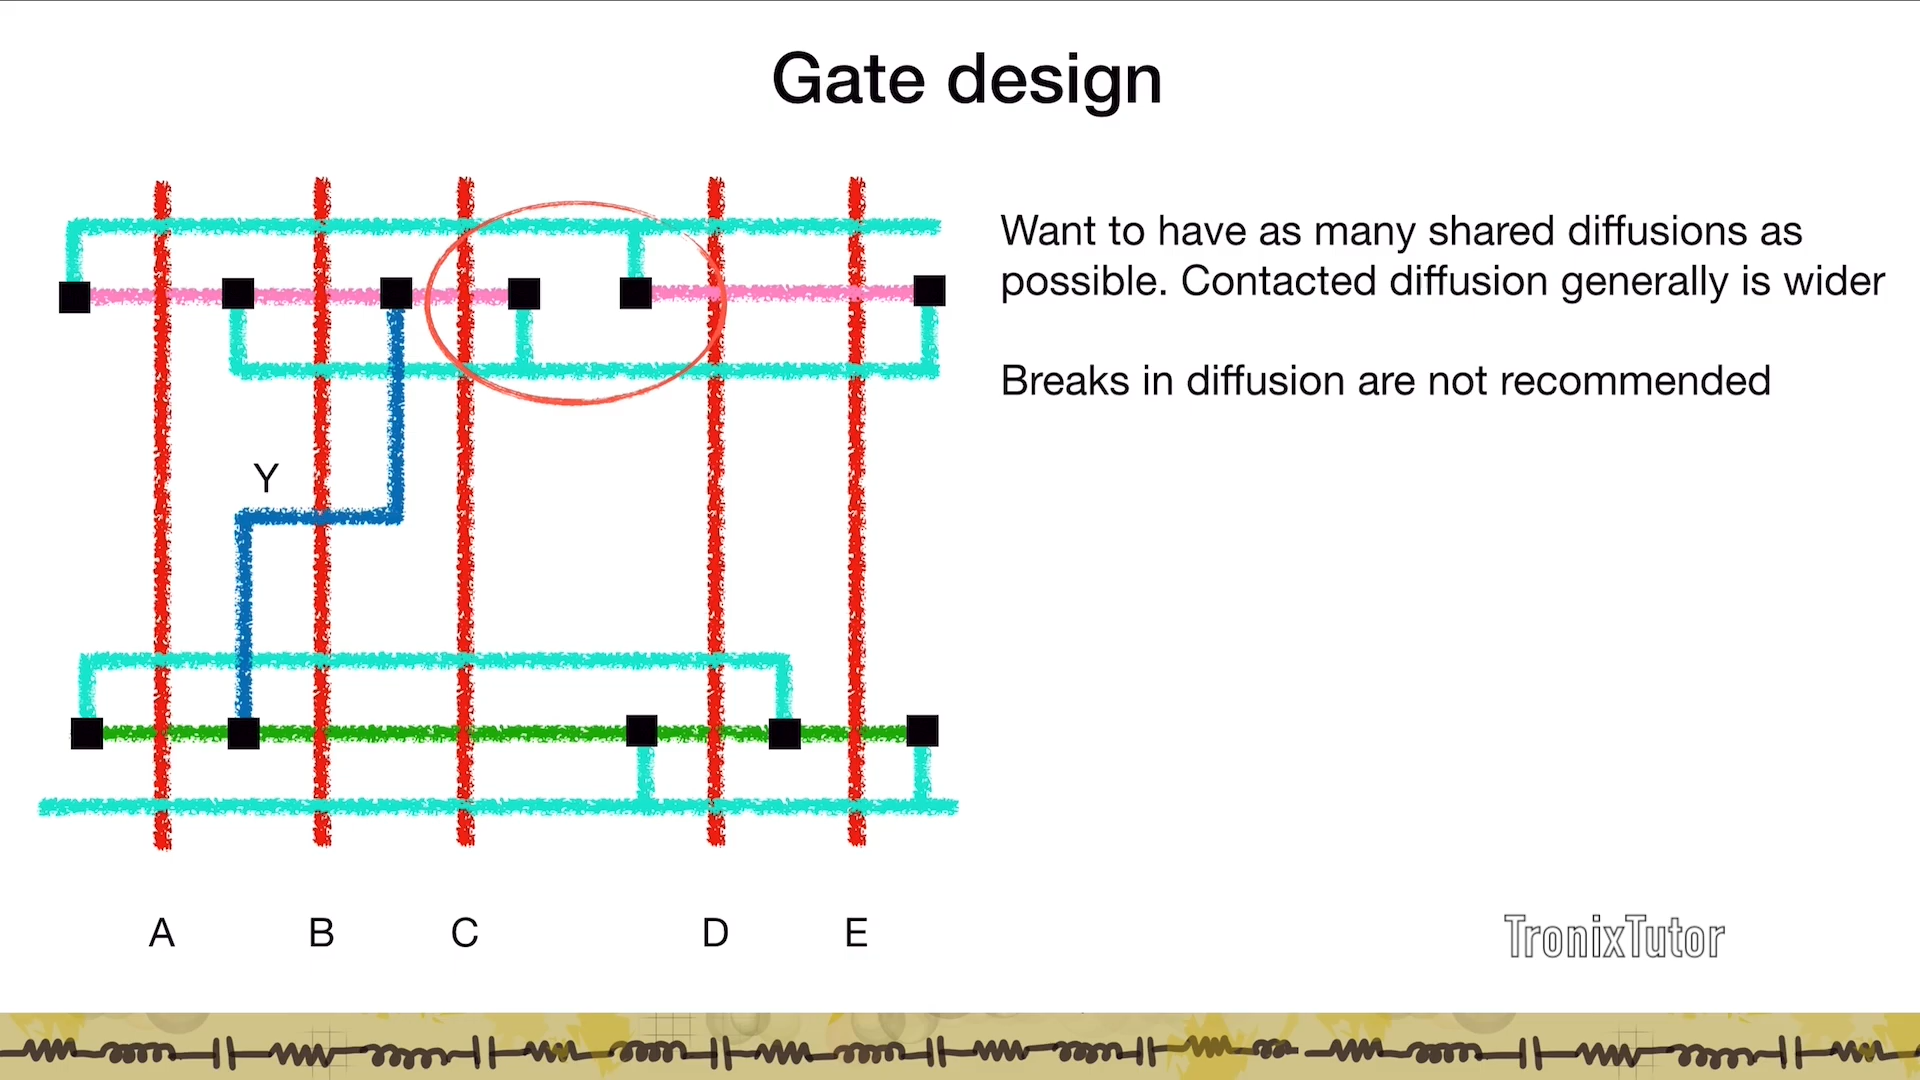 Gate design
Want to have as many shared diffusions as
possible. Contacted diffusion generally is wider
Breaks in diffusion are not recommended
Y
A B C D E
TronixTutor